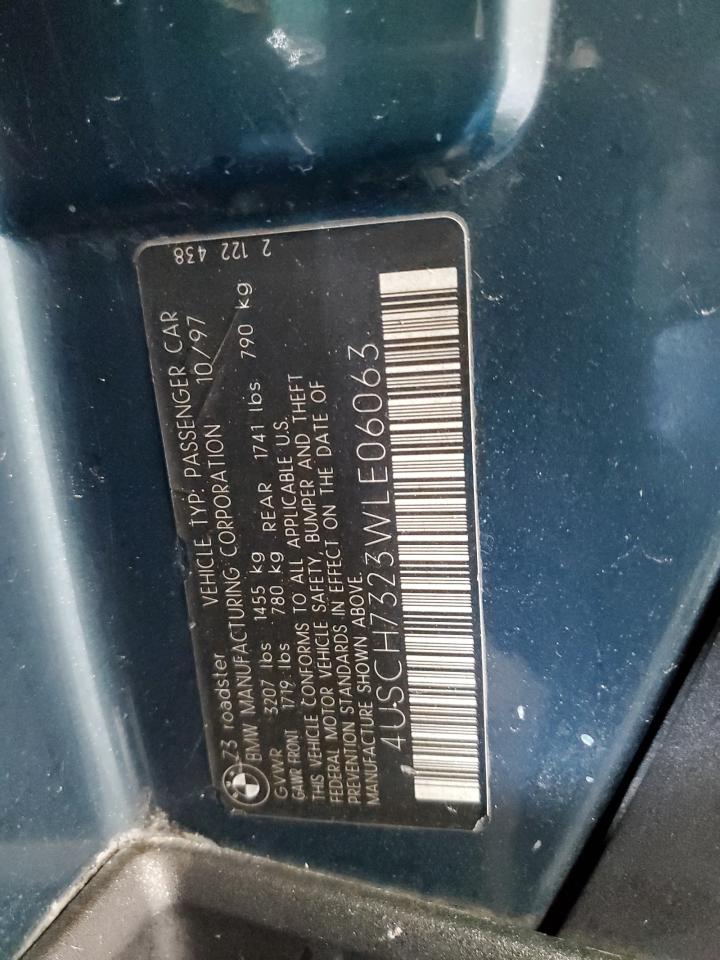 Z3 roadster VEHICLE TYP: PASSENGER CAR
BMW MANUFACTURING CORPORATION 10/97
GVWR 3207 lbs 1455 kg
GAWR FRONT 1719 lbs 780 kg REAR 1741 lbs 790 kg
THIS VEHICLE CONFORMS TO ALL APPLICABLE U.S.
FEDERAL MOTOR VEHICLE SAFETY, BUMPER AND THEFT
PREVENTION STANDARDS IN EFFECT ON THE DATE OF
MANUFACTURE SHOWN ABOVE.
4USCH7323WLE06063
2 122 438